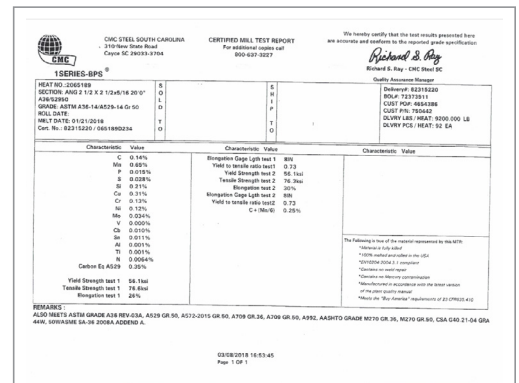 CMC STEEL SOUTH CAROLINA
310 New State Road
Cayce SC 29033-3704
CERTIFIED MILL TEST REPORT
For additional copies call
800-637-3227
We hereby certify that the test results presented here
are accurate and conform to the reported grade specification
Richard S. Ray
Richard S. Ray - CMC Steel SC
Quality Assurance Manager
CMC
1SERIES-BPS®
HEAT NO.:2065189
SECTION: ANG 2 1/2 X 2 1/2x5/16 20'0"
A36/52950
GRADE: ASTM A36-14/A529-14 Gr 50
ROLL DATE:
MELT DATE: 01/21/2018
Cert. No.: 82315220 / 065189D234
S
O
L
D
T
O
S
H
I
P
T
O
Delivery#: 82315220
BOL#: 72373511
CUST PO#: 4654386
CUST P/N: 750442
DLVRY LBS / HEAT: 9200.000 LB
DLVRY PCS / HEAT: 92 EA
Characteristic Value
C 0.14%
Mn 0.65%
P 0.015%
S 0.028%
Si 0.21%
Cu 0.31%
Cr 0.13%
Ni 0.12%
Mo 0.034%
V 0.000%
Cb 0.010%
Sn 0.011%
Al 0.001%
Ti 0.001%
N 0.0064%
Carbon Eq A529 0.35%
Yield Strength test 1 56.1ksi
Tensile Strength test 1 76.6ksi
Elongation test 1 26%
Characteristic Value
Elongation Gage Lgth test 1 8IN
Yield to tensile ratio test1 0.73
Yield Strength test 2 56.1ksi
Tensile Strength test 2 76.3ksi
Elongation test 2 30%
Elongation Gage Lgth test 2 8IN
Yield to tensile ratio test2 0.73
C+(Mn/6) 0.25%
Characteristic Value
The Following is true of the material represented by this MTR:
*Material is fully killed
*100% melted and rolled in the USA
*EN10204:2004 3.1 compliant
*Contains no weld repair
*Contains no Mercury contamination
*Manufactured in accordance with the latest version
of the plant quality manual
*Meets the "Buy America" requirements of 23 CFR635.410
REMARKS :
ALSO MEETS ASTM GRADE A36 REV-03A, A529 GR.50, A572-2015 GR.50, A709 GR.36, A709 GR.50, A992, AASHTO GRADE M270 GR.36, M270 GR.50, CSA G40.21-04 GRA
44W, 50WASME SA-36 2008A ADDEND A.
03/08/2018 16:53:45
Page 1 OF 1